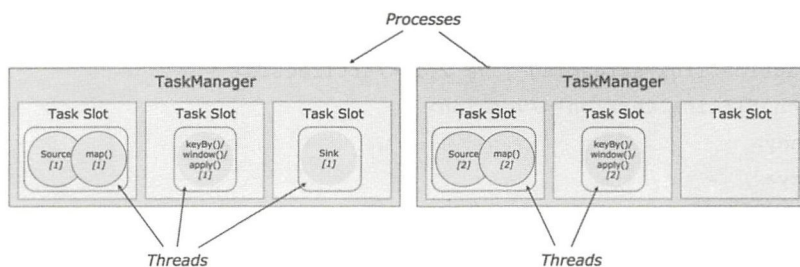 Processes
TaskManager
Task Slot
Source
[1]
map()
[1]
Task Slot
keyBy()/
window()/
apply()
[1]
Task Slot
Sink
[1]
TaskManager
Task Slot
Source
[2]
map()
[2]
Task Slot
keyBy()/
window()/
apply()
[2]
Task Slot
Threads
Threads